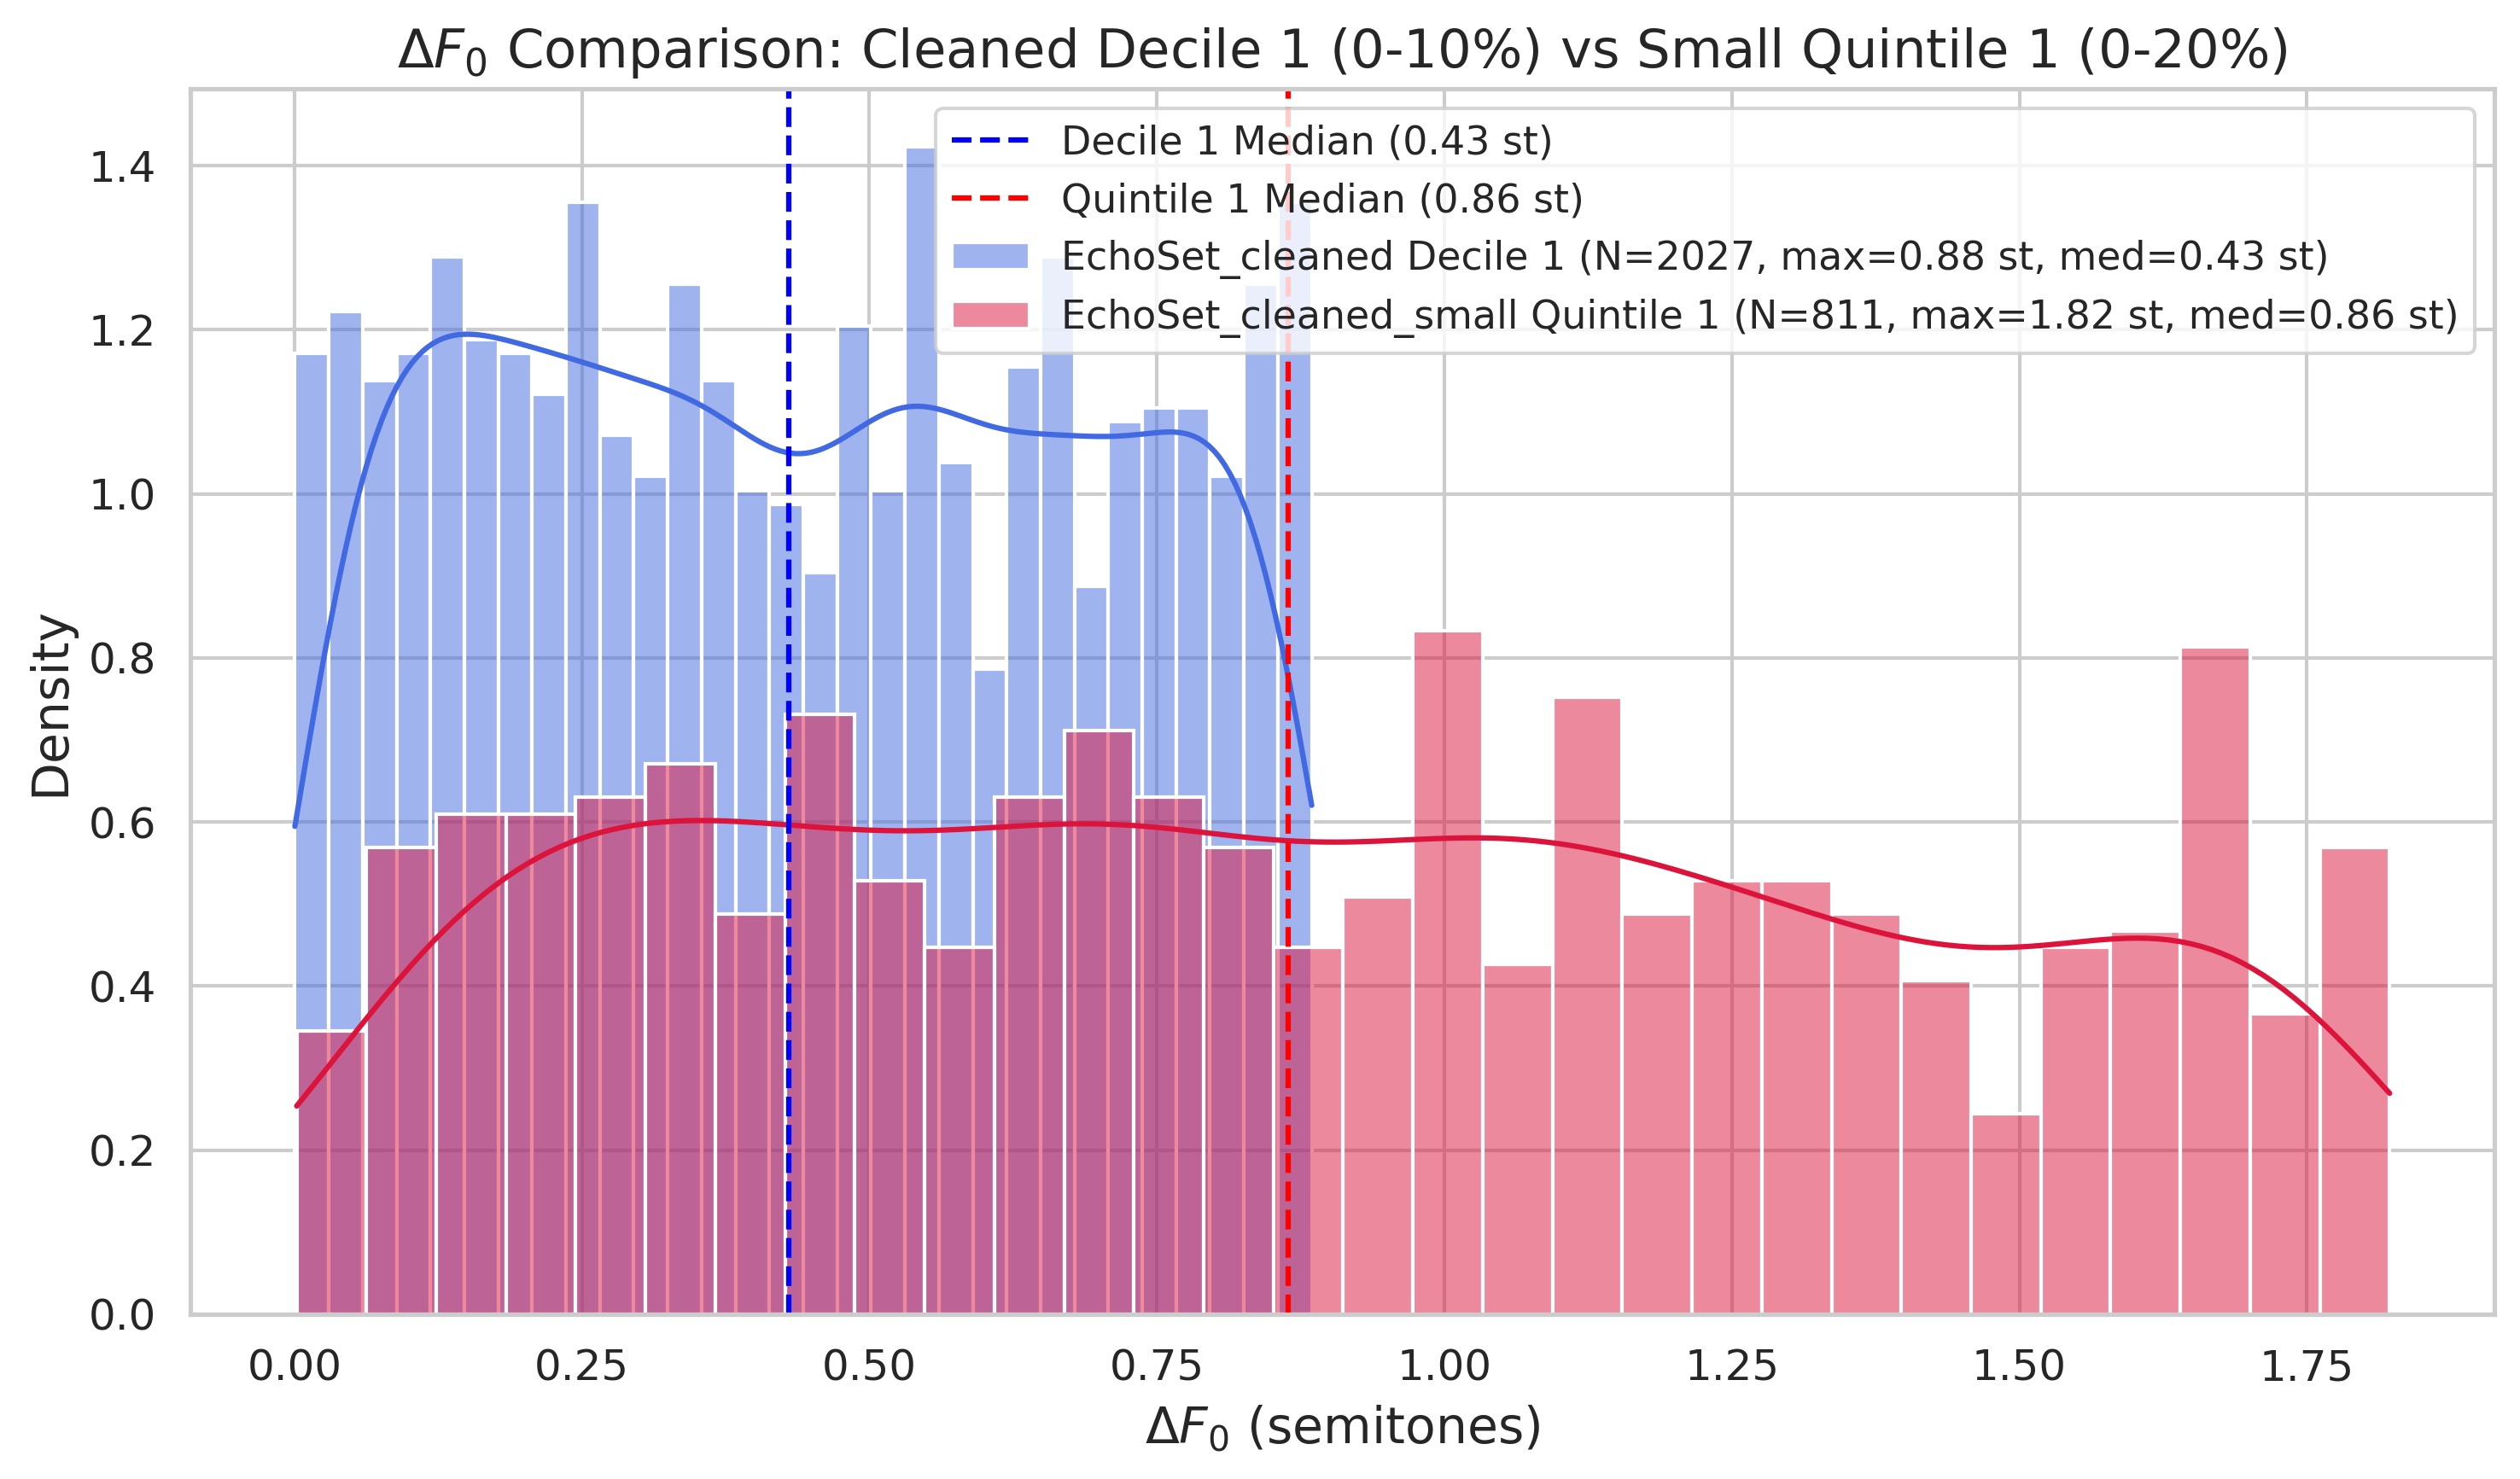 ΔF₀ Comparison: Cleaned Decile 1 (0-10%) vs Small Quintile 1 (0-20%)
Decile 1 Median (0.43 st)
Quintile 1 Median (0.86 st)
EchoSet_cleaned Decile 1 (N=2027, max=0.88 st, med=0.43 st)
EchoSet_cleaned_small Quintile 1 (N=811, max=1.82 st, med=0.86 st)
Density
1.4
1.2
1.0
0.8
0.6
0.4
0.2
0.0
0.00 0.25 0.50 0.75 1.00 1.25 1.50 1.75
ΔF₀ (semitones)